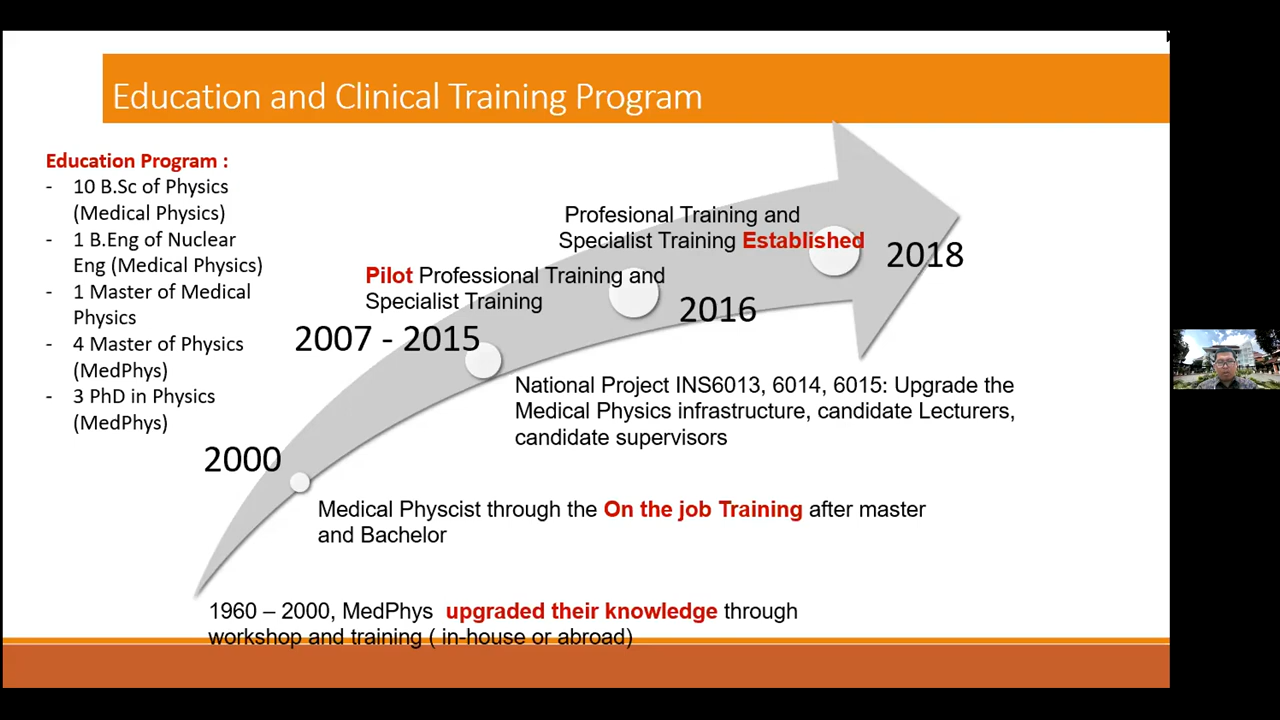 Education and Clinical Training Program
Education Program :
- 10 B.Sc of Physics
(Medical Physics)
- 1 B.Eng of Nuclear
Eng (Medical Physics)
- 1 Master of Medical
Physics
- 4 Master of Physics
(MedPhys)
- 3 PhD in Physics
(MedPhys)
Profesional Training and
Specialist Training Established
2018
Pilot Professional Training and
Specialist Training
2016
2007 - 2015
National Project INS6013, 6014, 6015: Upgrade the
Medical Physics infrastructure, candidate Lecturers,
candidate supervisors
2000
Medical Physcist through the On the job Training after master
and Bachelor
1960 – 2000, MedPhys upgraded their knowledge through
workshop and training ( in-house or abroad)